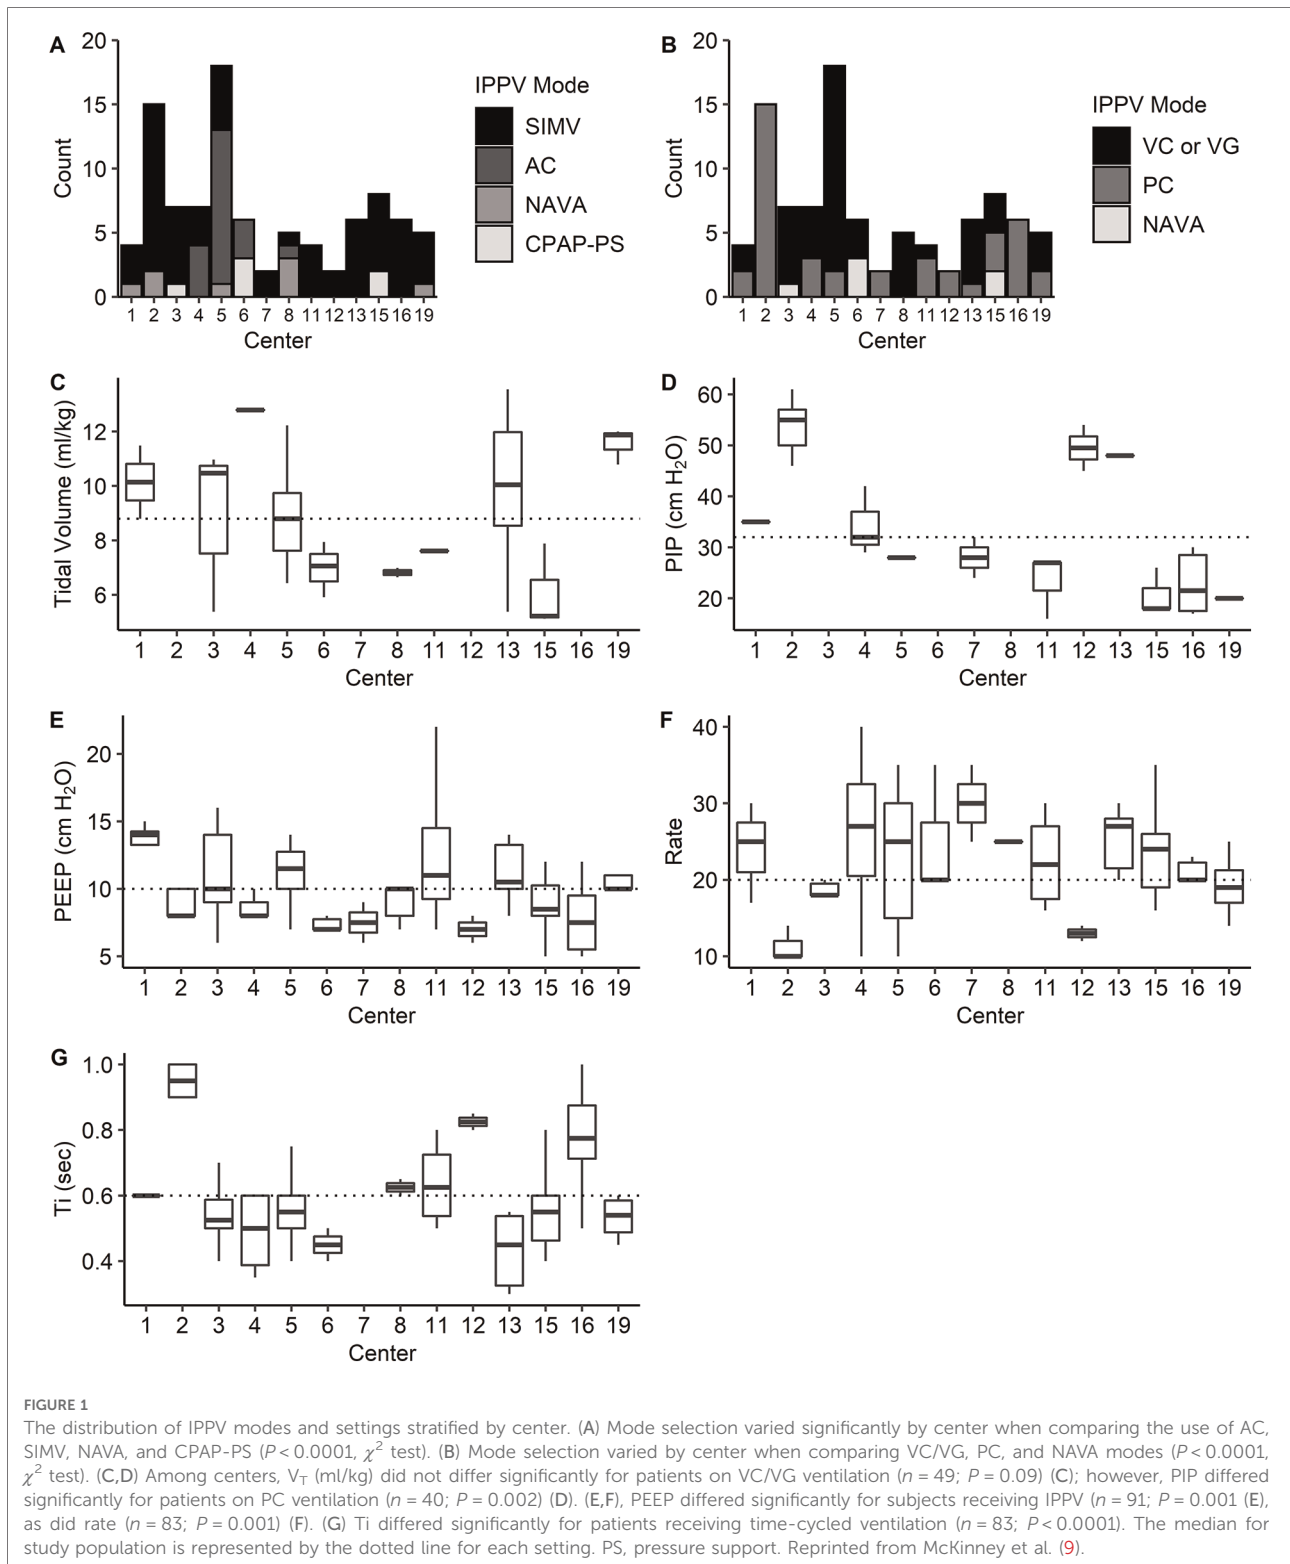 A
20
15
10
5
0
Count
1 2 3 4 5 6 7 8 11 12 13 15 16 19
Center
IPPV Mode
SIMV
AC
NAVA
CPAP-PS
B
20
15
10
5
0
Count
1 2 3 4 5 6 7 8 11 12 13 15 16 19
Center
IPPV Mode
VC or VG
PC
NAVA
C
12
10
8
6
Tidal Volume (ml/kg)
1 2 3 4 5 6 7 8 11 12 13 15 16 19
Center
D
60
50
40
30
20
PIP (cm H₂O)
1 2 3 4 5 6 7 8 11 12 13 15 16 19
Center
E
20
15
10
5
PEEP (cm H₂O)
1 2 3 4 5 6 7 8 11 12 13 15 16 19
Center
F
40
30
20
10
Rate
1 2 3 4 5 6 7 8 11 12 13 15 16 19
Center
G
1.0
0.8
0.6
0.4
Ti (sec)
1 2 3 4 5 6 7 8 11 12 13 15 16 19
Center
FIGURE 1
The distribution of IPPV modes and settings stratified by center. (A) Mode selection varied significantly by center when comparing the use of AC,
SIMV, NAVA, and CPAP-PS (P < 0.0001, χ² test). (B) Mode selection varied by center when comparing VC/VG, PC, and NAVA modes (P < 0.0001,
χ² test). (C,D) Among centers, V_T (ml/kg) did not differ significantly for patients on VC/VG ventilation (n = 49; P = 0.09) (C); however, PIP differed
significantly for patients on PC ventilation (n = 40; P = 0.002) (D). (E,F), PEEP differed significantly for subjects receiving IPPV (n = 91; P = 0.001 (E),
as did rate (n = 83; P = 0.001) (F). (G) Ti differed significantly for patients receiving time-cycled ventilation (n = 83; P < 0.0001). The median for
study population is represented by the dotted line for each setting. PS, pressure support. Reprinted from McKinney et al. (9).